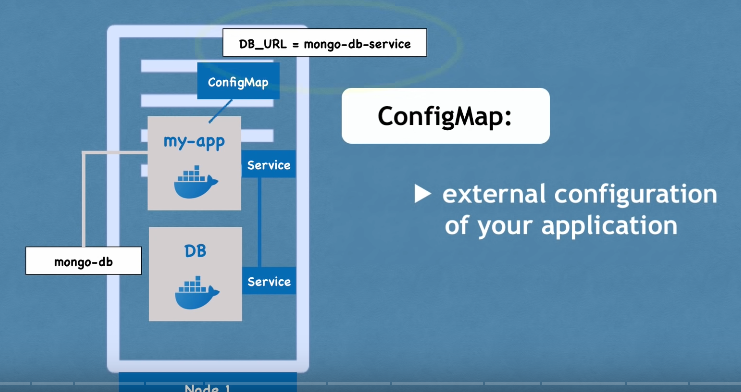 DB_URL = mongo-db-service
ConfigMap
ConfigMap:
my-app
Service
▶ external configuration
of your application
DB
mongo-db
Service
Node 1